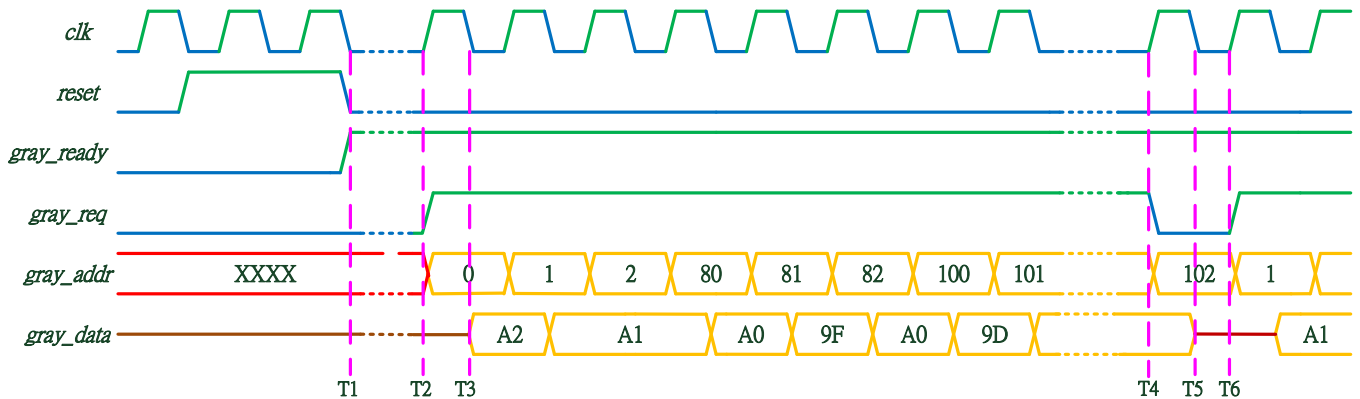 clk
reset
gray_ready
gray_req
gray_addr XXXX 0 1 2 80 81 82 100 101 102 1
gray_data A2 A1 A0 9F A0 9D A1
T1 T2 T3 T4 T5 T6